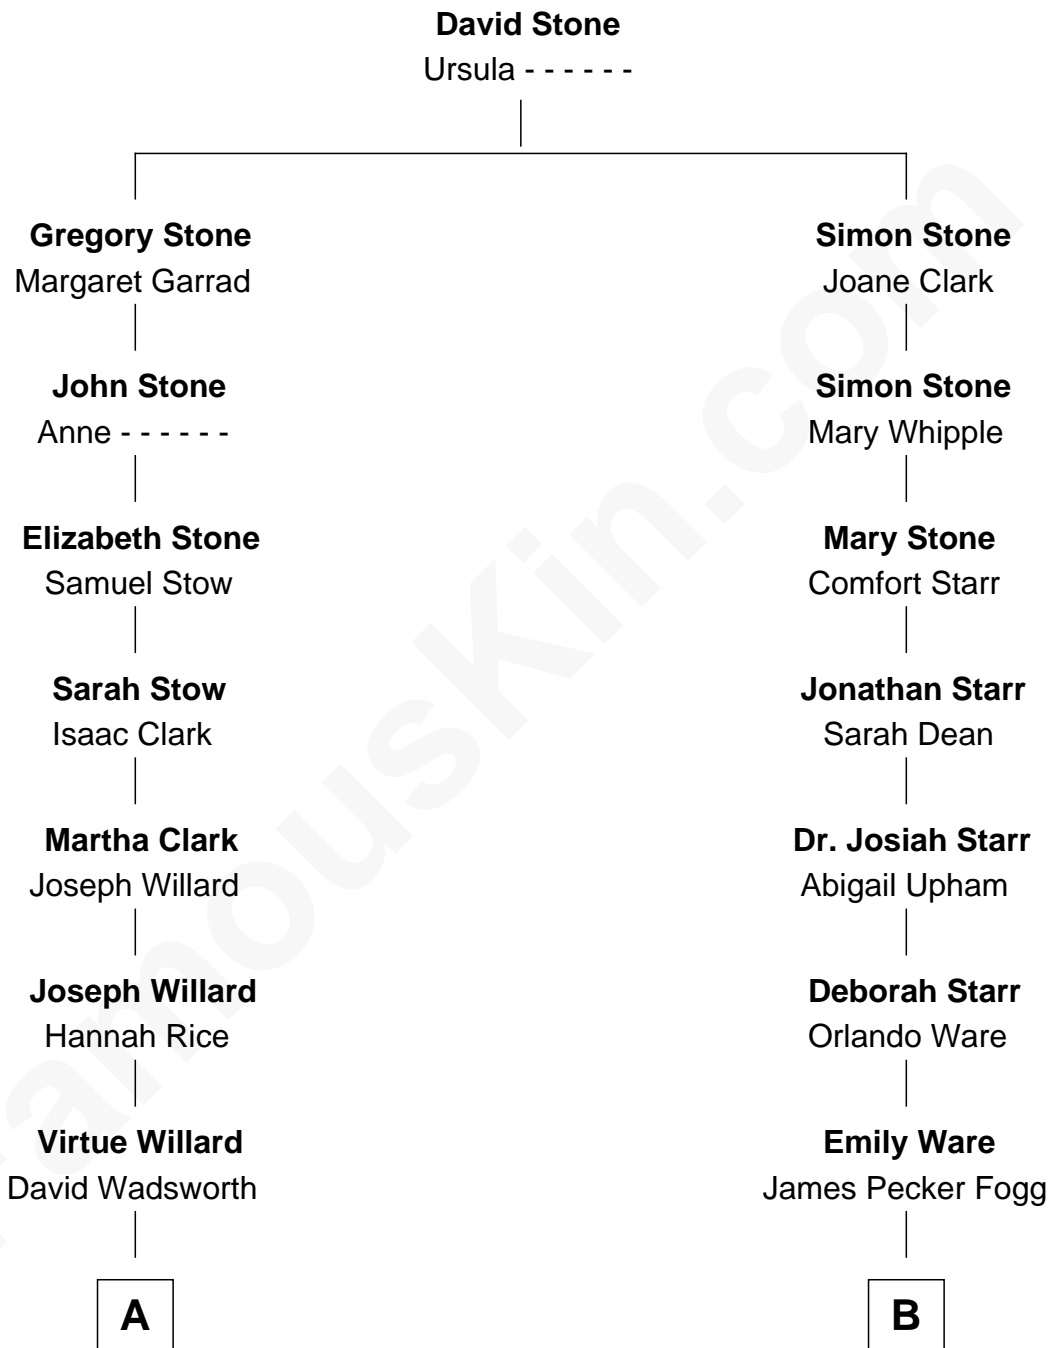 David Stone
Ursula - - - - - -
Gregory Stone
Margaret Garrad
John Stone
Anne - - - - - -
Elizabeth Stone
Samuel Stow
Sarah Stow
Isaac Clark
Martha Clark
Joseph Willard
Joseph Willard
Hannah Rice
Virtue Willard
David Wadsworth
A
Simon Stone
Joane Clark
Simon Stone
Mary Whipple
Mary Stone
Comfort Starr
Jonathan Starr
Sarah Dean
Dr. Josiah Starr
Abigail Upham
Deborah Starr
Orlando Ware
Emily Ware
James Pecker Fogg
B
FamousKin.com